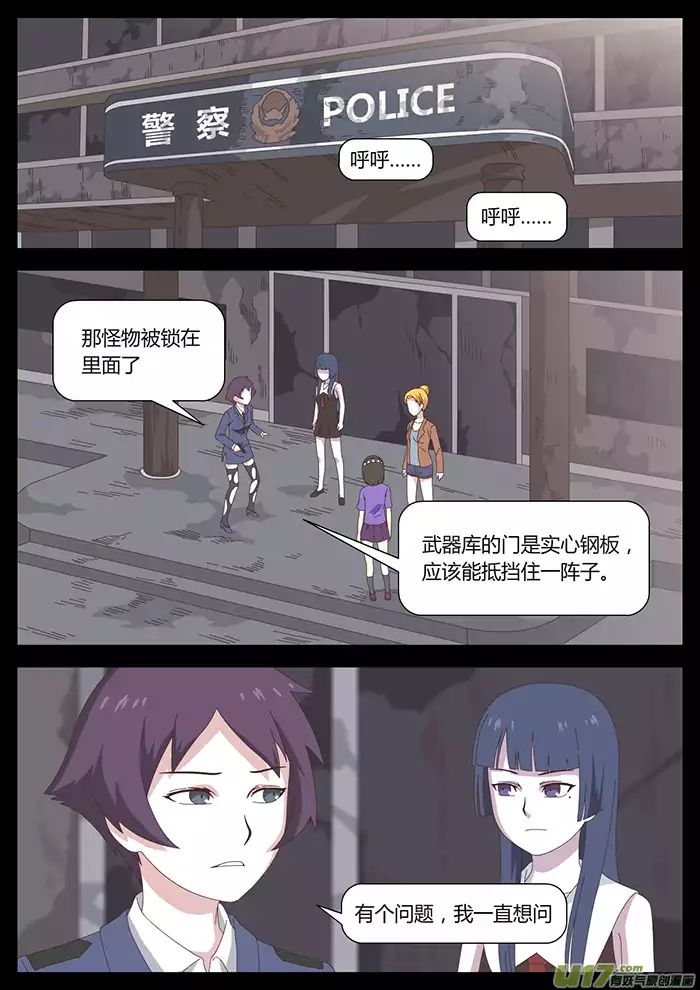 警察 POLICE
呼呼……
呼呼……
那怪物被锁在
里面了
武器库的门是实心钢板，
应该能抵挡住一阵子。
有个问题，我一直想问
U17.com
有妖气原创漫画